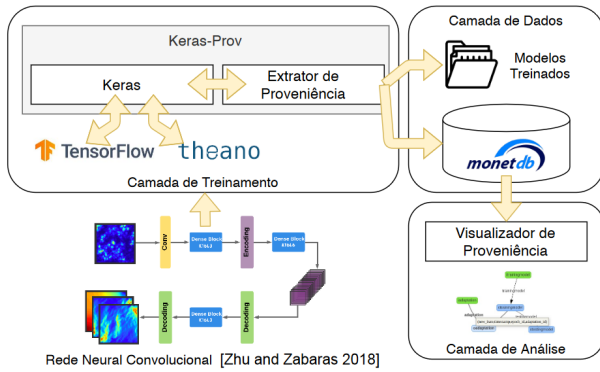 Keras-Prov
Keras
Extrator de
Proveniência
TensorFlow
theano
Camada de Treinamento
Camada de Dados
Modelos
Treinados
monetdb
Visualizador de
Proveniência
Camada de Análise
Conv
Dense Block
Encoding
Dense Block
Decoding
Dense Block
Decoding
Rede Neural Convolucional [Zhu and Zabaras 2018]